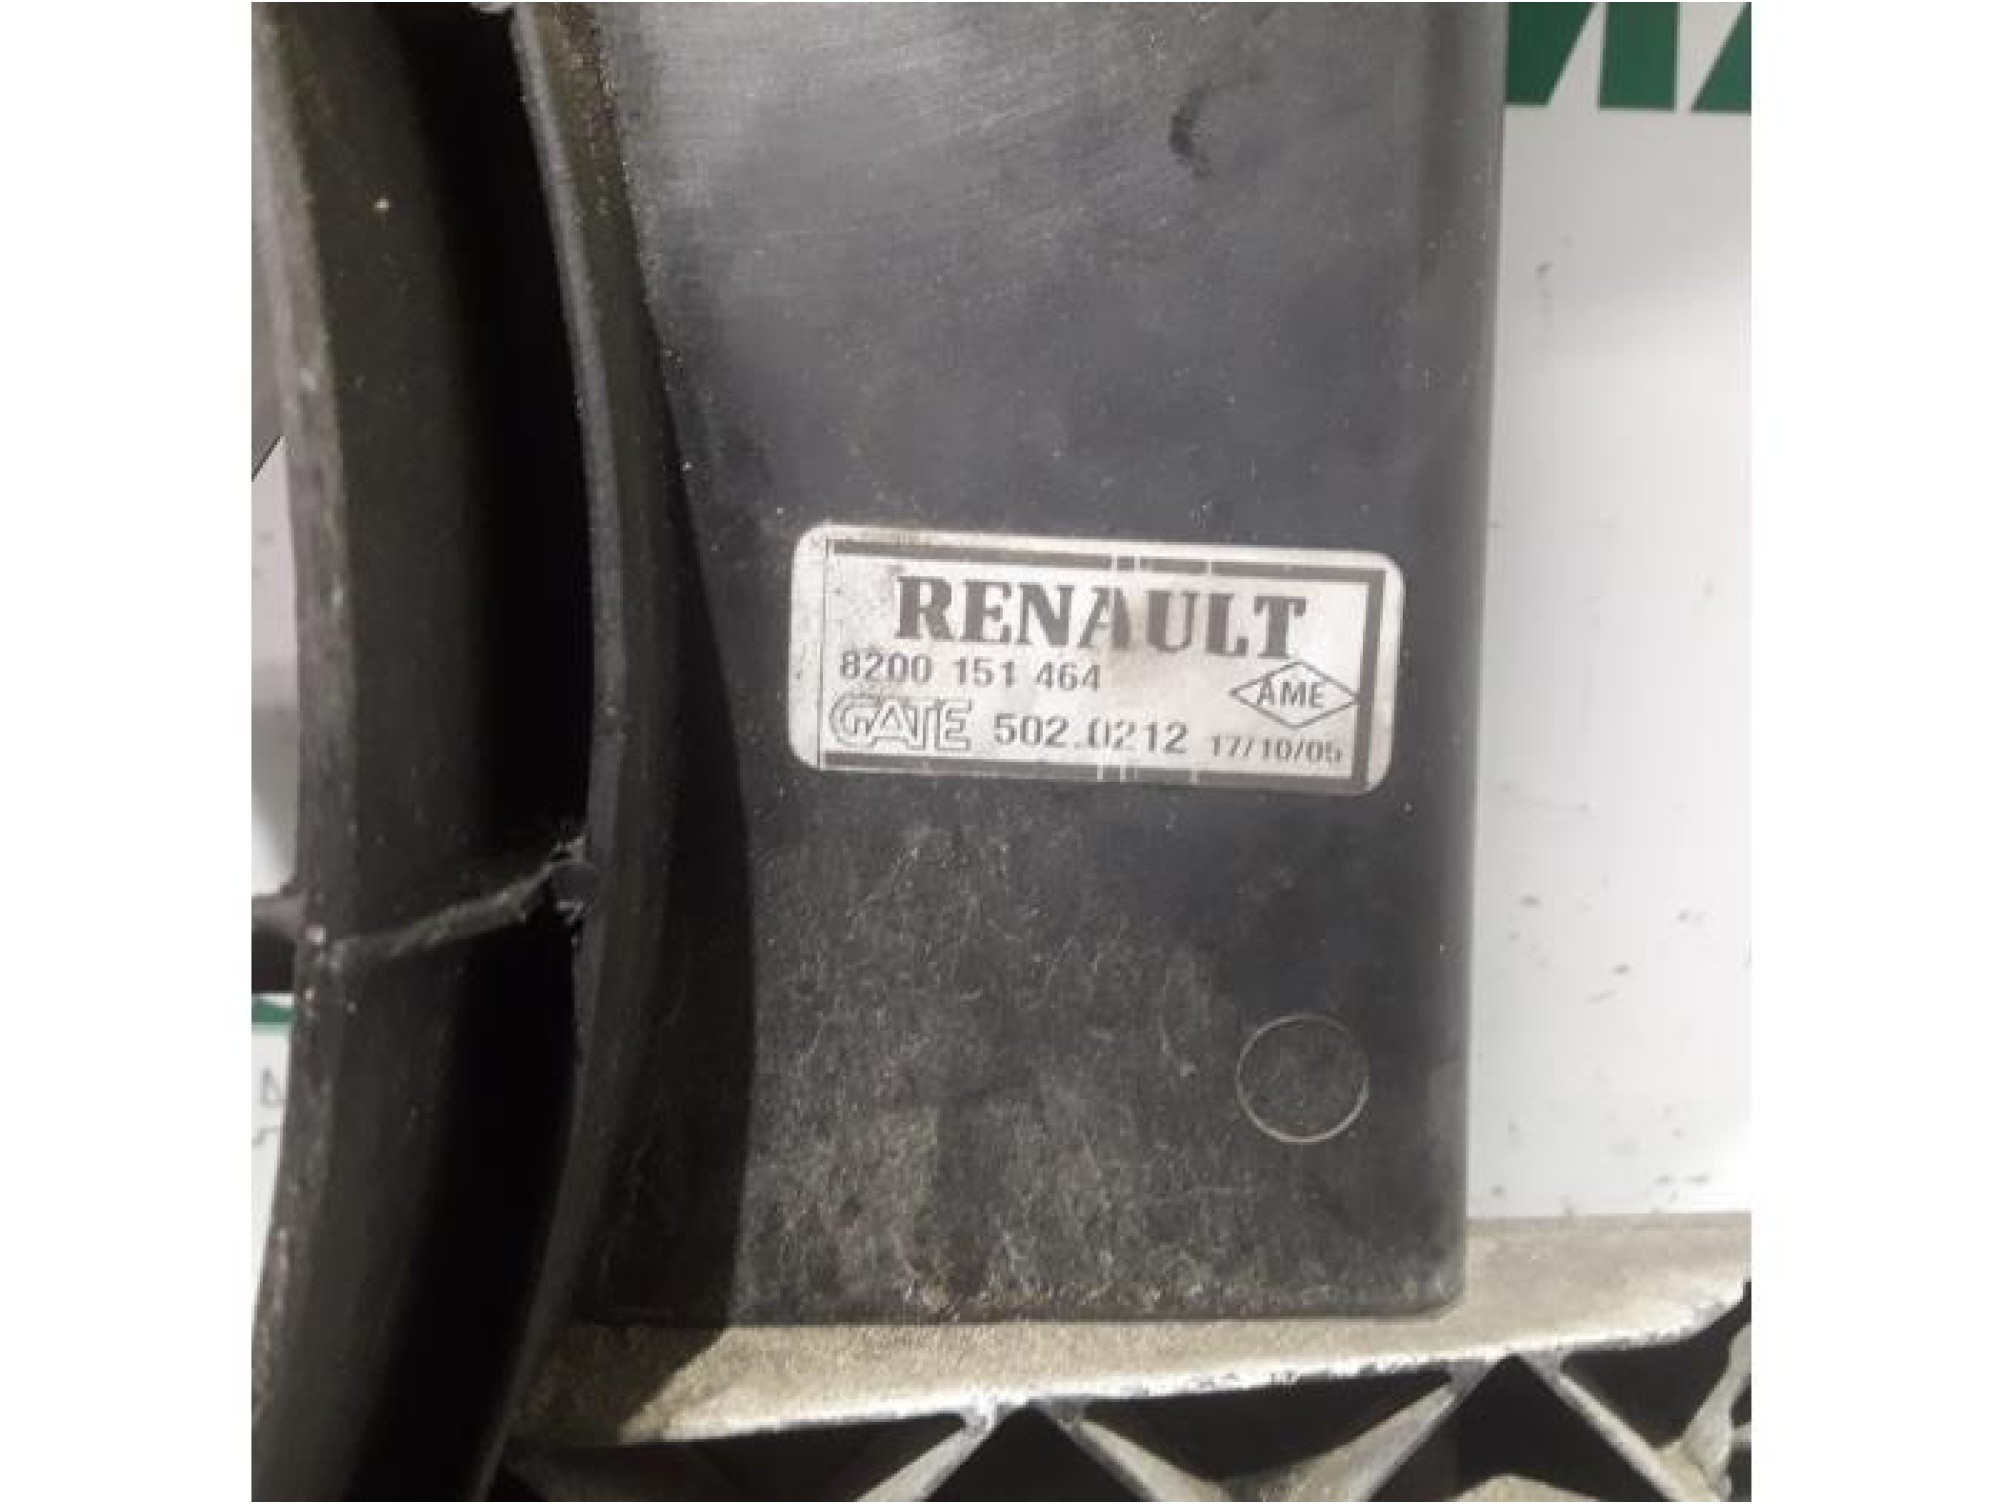 RENAULT
8200 151 464
AME
GATE 502.0212 17/10/05